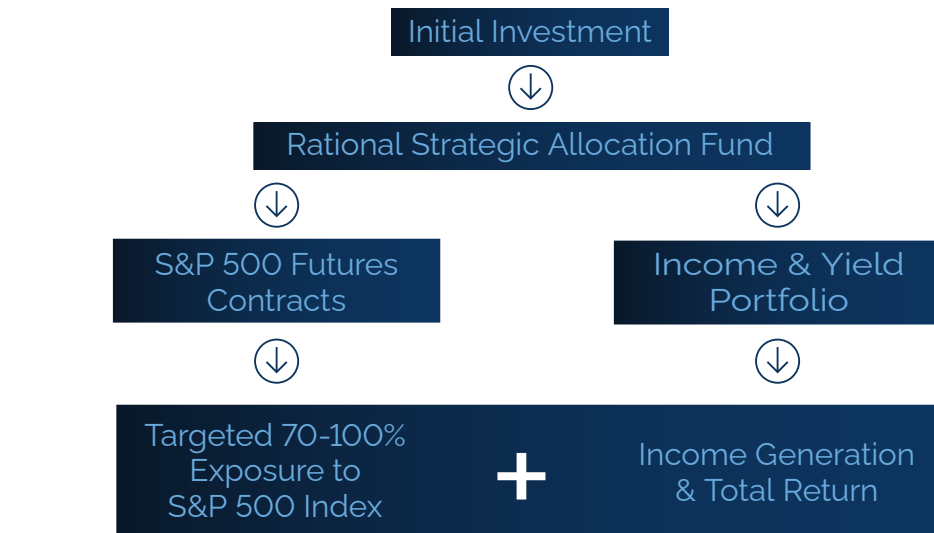 Initial Investment
Rational Strategic Allocation Fund
S&P 500 Futures
Contracts
Income & Yield
Portfolio
Targeted 70-100%
Exposure to
S&P 500 Index
+
Income Generation
& Total Return